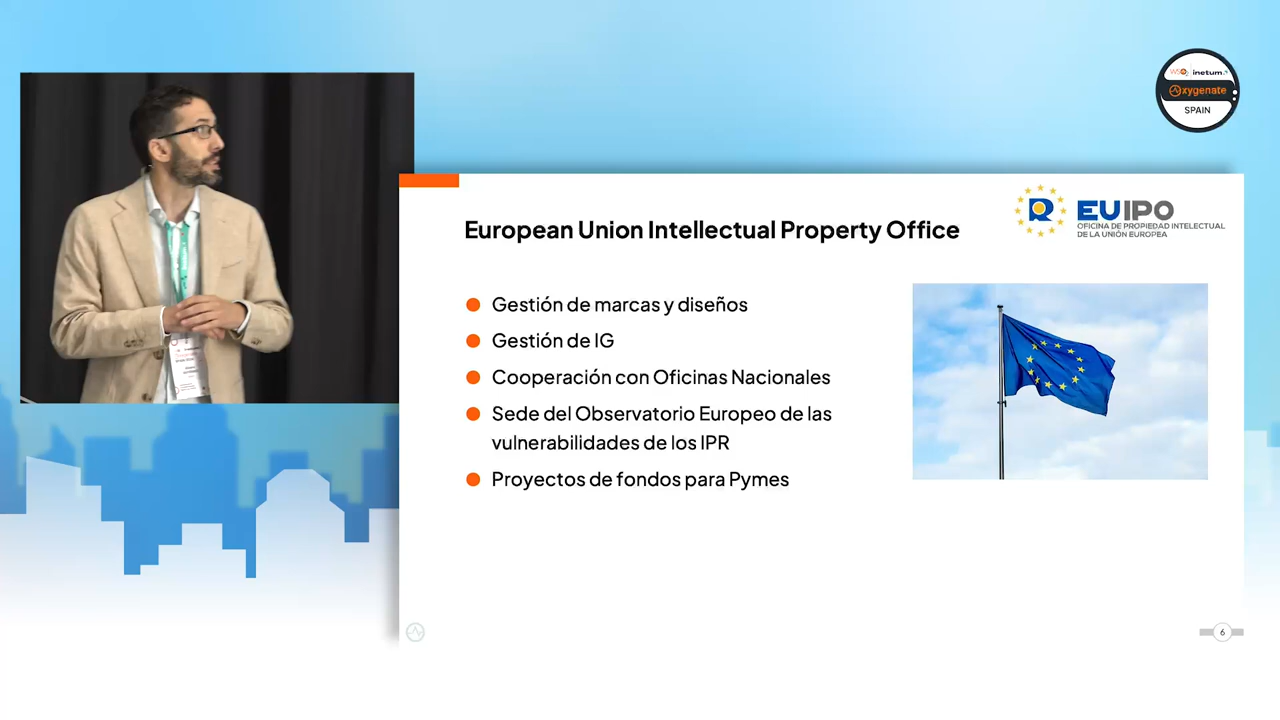 WSO2 inetum.
Oxygenate
SPAIN
European Union Intellectual Property Office
EUIPO
OFICINA DE PROPIEDAD INTELECTUAL
DE LA UNIÓN EUROPEA
Gestión de marcas y diseños
Gestión de IG
Cooperación con Oficinas Nacionales
Sede del Observatorio Europeo de las
vulnerabilidades de los IPR
Proyectos de fondos para Pymes
6